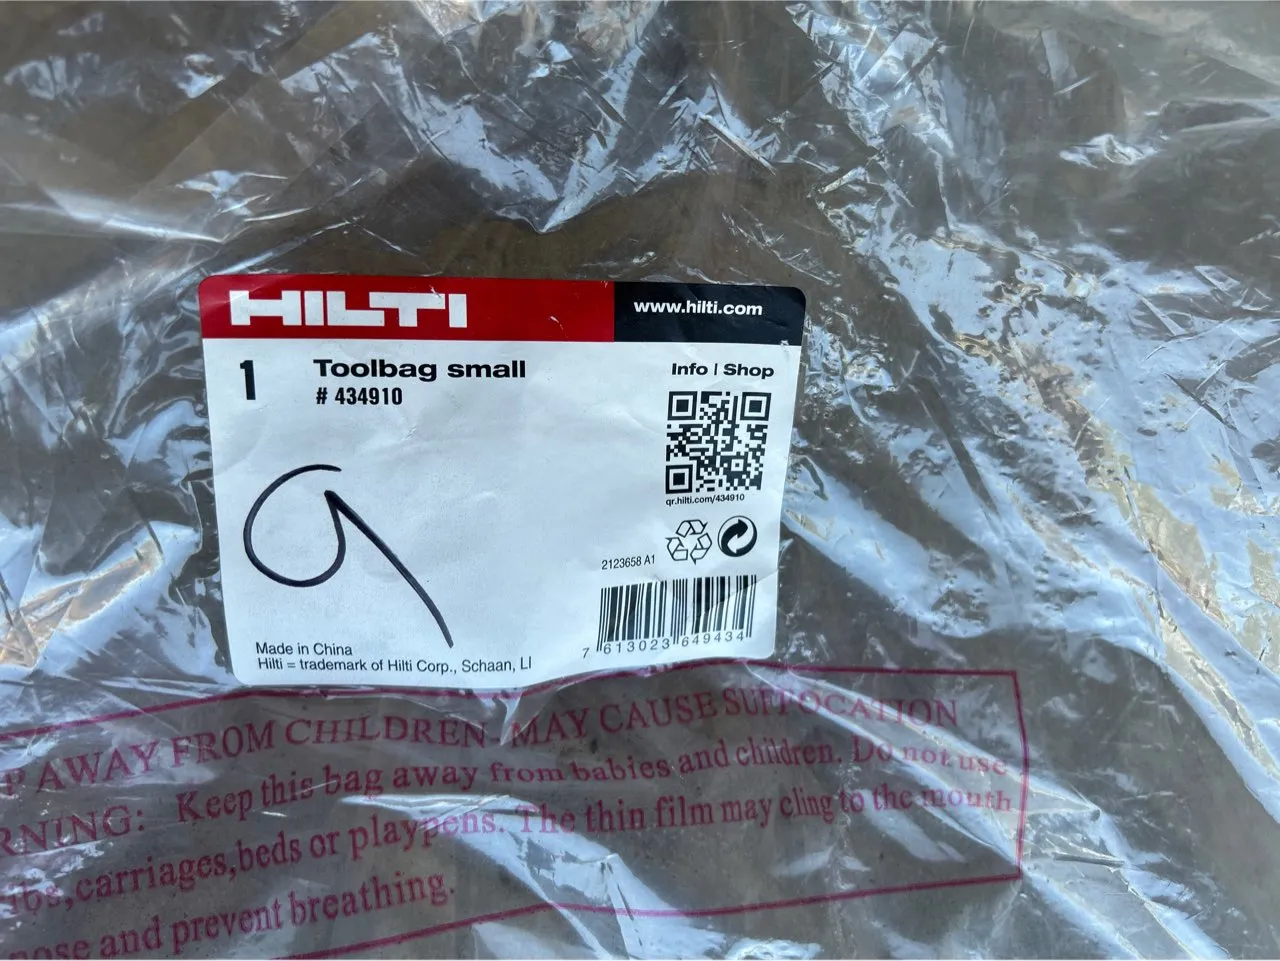 HILTI
www.hilti.com
1
Toolbag small
# 434910
Info | Shop
qr.hilti.com/434910
9
2123658 A1
7 613023 649434
Made in China
Hilti = trademark of Hilti Corp., Schaan, LI
P AWAY FROM CHILDREN MAY CAUSE SUFFOCATION
RNING: Keep this bag away from babies and children. Do not use
ibs,carriages,beds or playpens. The thin film may cling to the mouth
nose and prevent breathing.